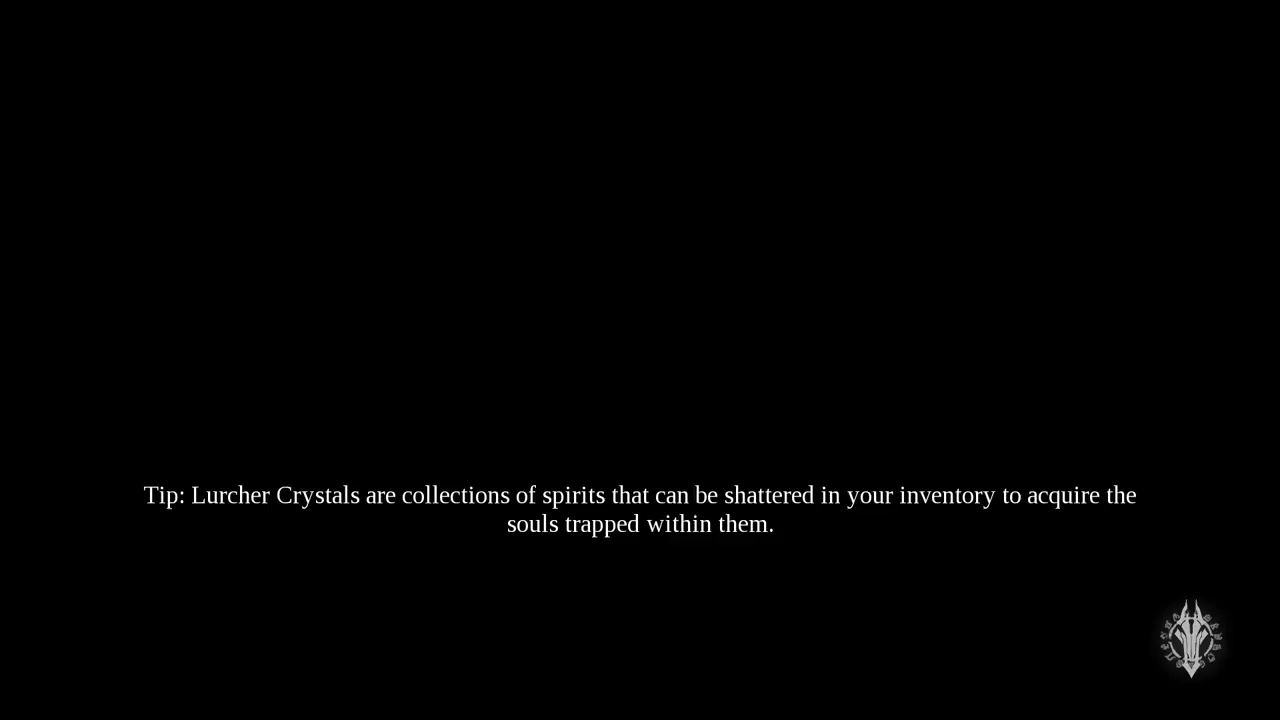 Tip: Lurcher Crystals are collections of spirits that can be shattered in your inventory to acquire the
souls trapped within them.